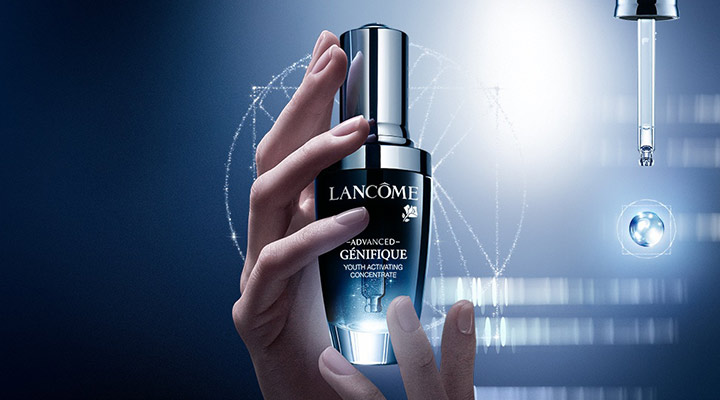 LANCÔME
-ADVANCED-
GÉNIFIQUE
YOUTH ACTIVATING
CONCENTRATE